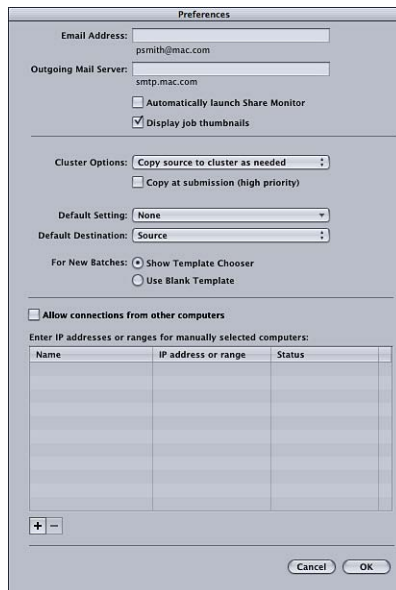 Preferences
Email Address:
psmith@mac.com
Outgoing Mail Server:
smtp.mac.com
Automatically launch Share Monitor
Display job thumbnails
Cluster Options: Copy source to cluster as needed
Copy at submission (high priority)
Default Setting: None
Default Destination: Source
For New Batches: Show Template Chooser
Use Blank Template
Allow connections from other computers
Enter IP addresses or ranges for manually selected computers:
Name IP address or range Status
+ −
Cancel OK